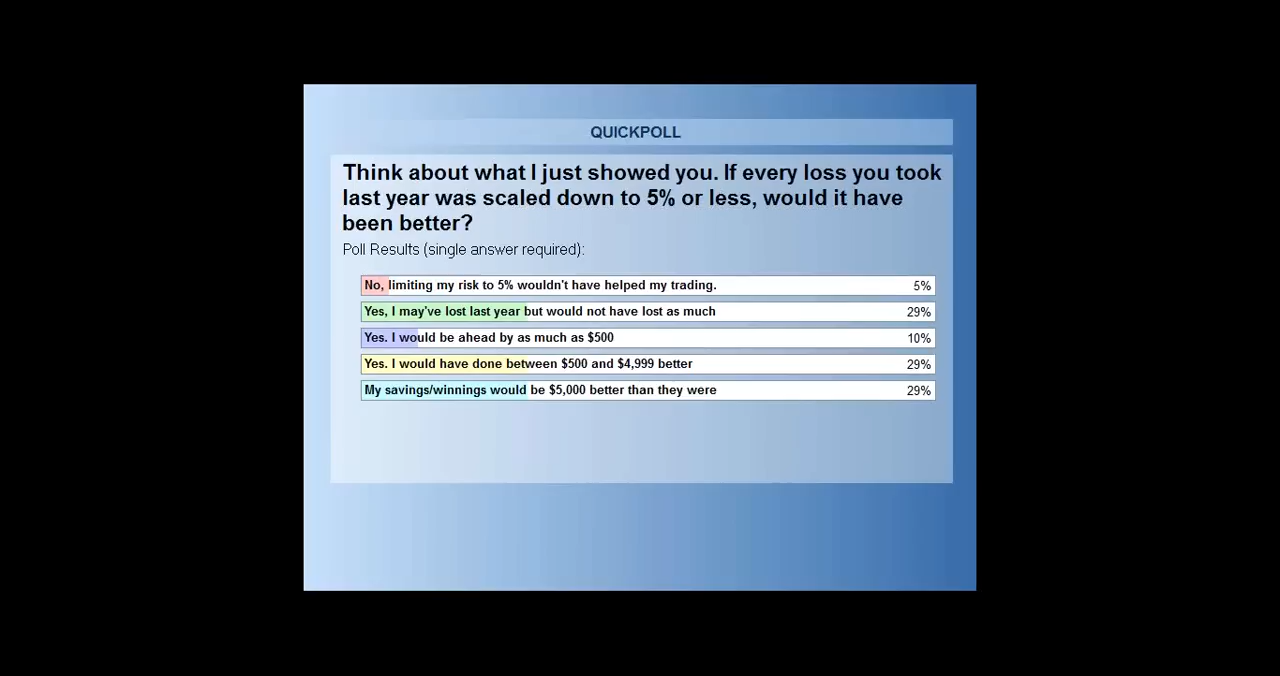 QUICKPOLL
Think about what I just showed you. If every loss you took
last year was scaled down to 5% or less, would it have
been better?
Poll Results (single answer required):
No, limiting my risk to 5% wouldn't have helped my trading. 5%
Yes, I may've lost last year but would not have lost as much 29%
Yes. I would be ahead by as much as $500 10%
Yes. I would have done between $500 and $4,999 better 29%
My savings/winnings would be $5,000 better than they were 29%